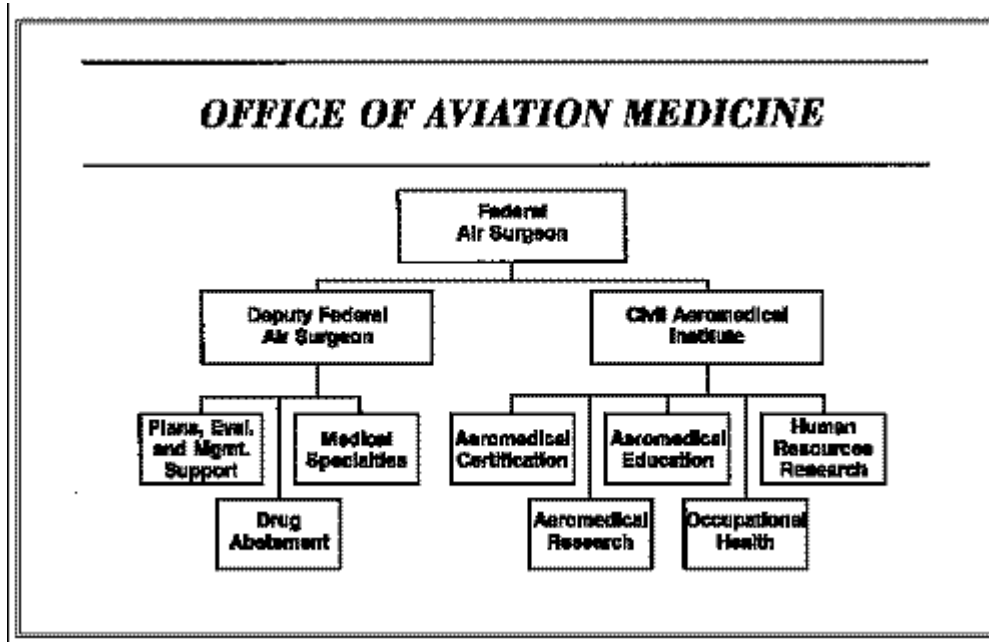 OFFICE OF AVIATION MEDICINE
Federal
Air Surgeon
Deputy Federal
Air Surgeon
Civil Aeromedical
Institute
Plans, Eval.
and Mgmt.
Support
Medical
Specialties
Aeromedical
Certification
Aeromedical
Education
Human
Resources
Research
Drug
Abatement
Aeromedical
Research
Occupational
Health